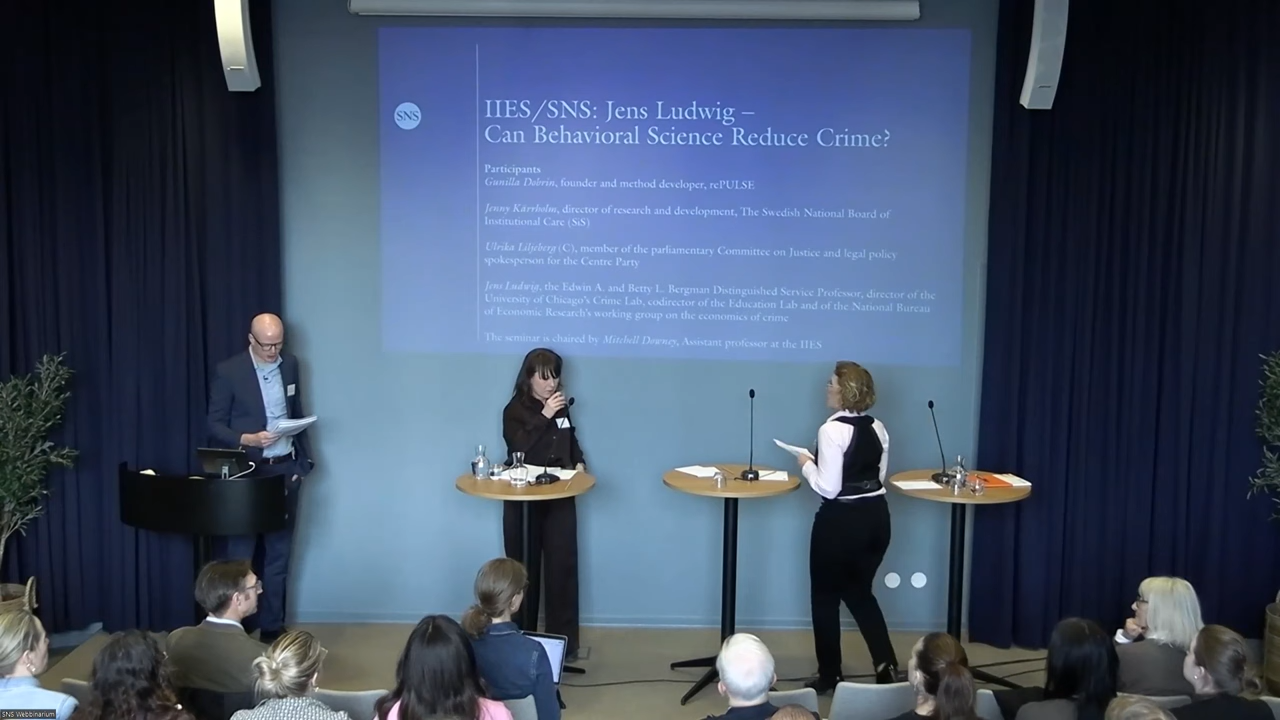 SNS
IIES/SNS: Jens Ludwig –
Can Behavioral Science Reduce Crime?
Participants
Gunilla Dobrin, founder and method developer, rePULSE
Jenny Kärrholm, director of research and development, The Swedish National Board of
Institutional Care (SiS)
Ulrika Liljeberg (C), member of the parliamentary Committee on Justice and legal policy
spokesperson for the Centre Party
Jens Ludwig, the Edwin A. and Betty L. Bergman Distinguished Service Professor, director of the
University of Chicago's Crime Lab, codirector of the Education Lab and of the National Bureau
of Economic Research's working group on the economics of crime
The seminar is chaired by Mitchell Downey, Assistant professor at the IIES
SNS Webbinarium